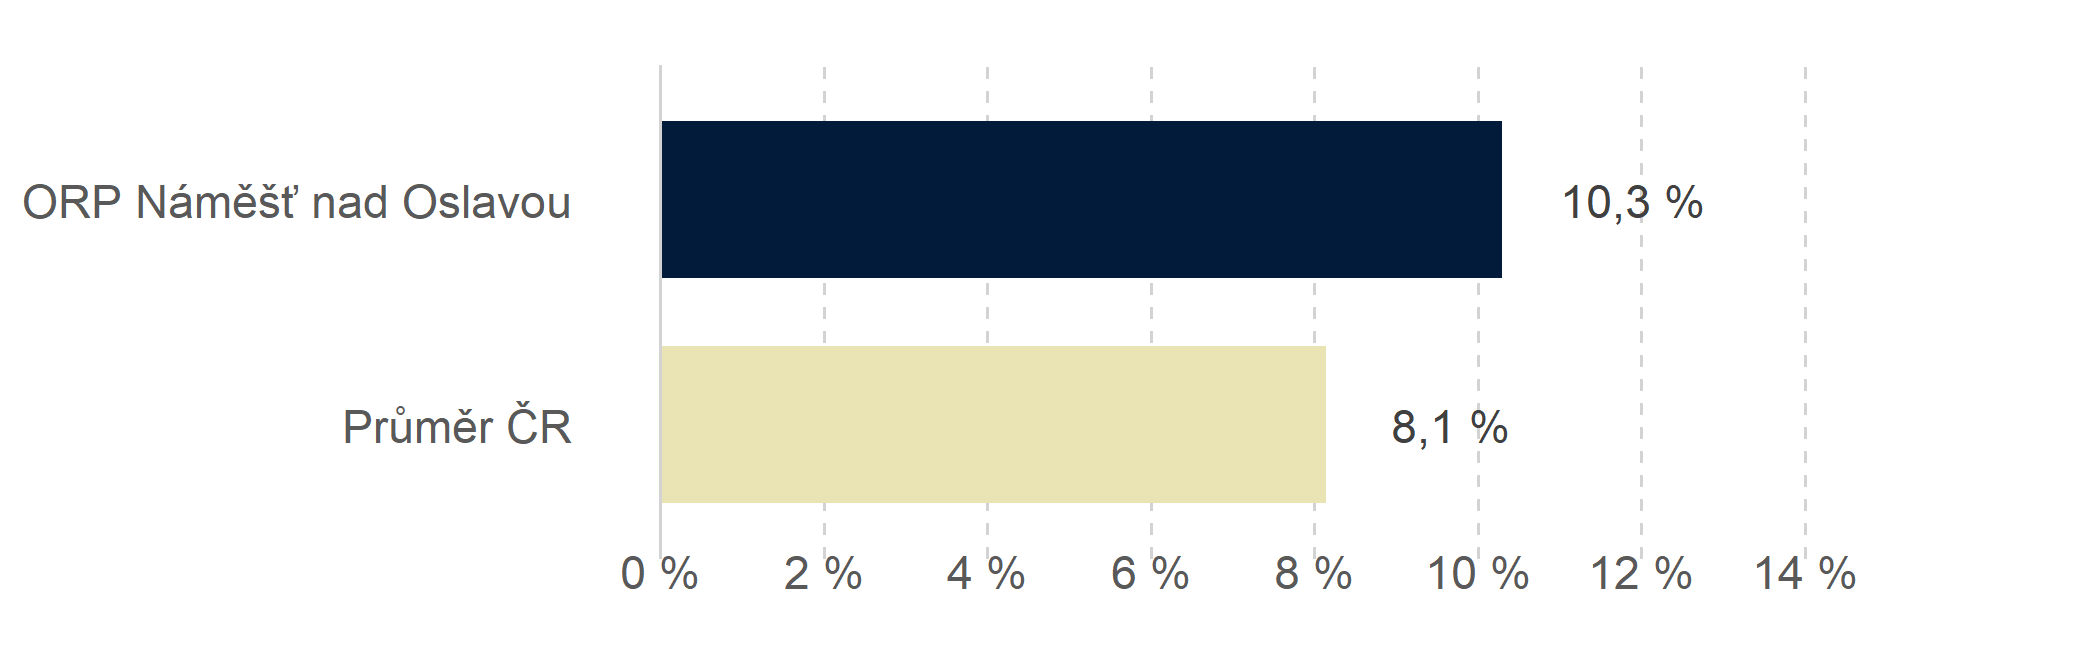 ORP Náměšť nad Oslavou
10,3 %
Průměr ČR
8,1 %
0 % 2 % 4 % 6 % 8 % 10 % 12 % 14 %